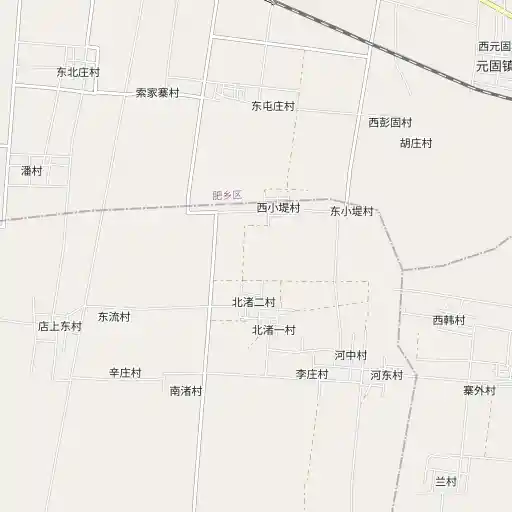 西元固
元固镇
东北庄村
索家寨村
东屯庄村
西彭固村
胡庄村
潘村
肥乡区
西小堤村
东小堤村
北渚二村
东流村
西韩村
店上东村
北渚一村
河中村
辛庄村
李庄村
河东村
南渚村
寨外村
兰村